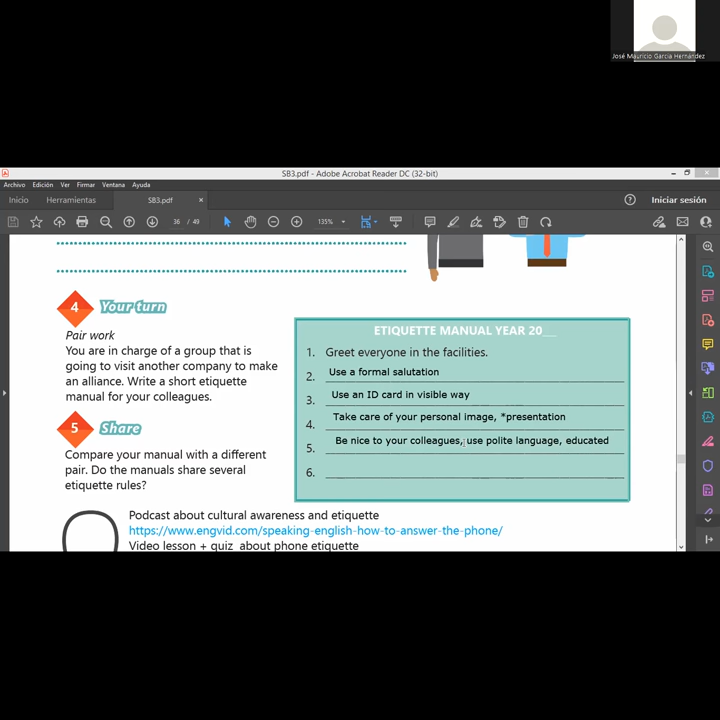 José Mauricio García Hernández
SB3.pdf - Adobe Acrobat Reader DC (32-bit)
Archivo Edición Ver Firmar Ventana Ayuda
Inicio Herramientas SB3.pdf × Iniciar sesión
36 / 49 135%
4 Your turn
Pair work
You are in charge of a group that is
going to visit another company to make
an alliance. Write a short etiquette
manual for your colleagues.
5 Share
Compare your manual with a different
pair. Do the manuals share several
etiquette rules?
ETIQUETTE MANUAL YEAR 20__
1. Greet everyone in the facilities.
2. Use a formal salutation
3. Use an ID card in visible way
4. Take care of your personal image, *presentation
5. Be nice to your colleagues, use polite language, educated
6.
Podcast about cultural awareness and etiquette
https://www.engvid.com/speaking-english-how-to-answer-the-phone/
Video lesson + quiz about phone etiquette